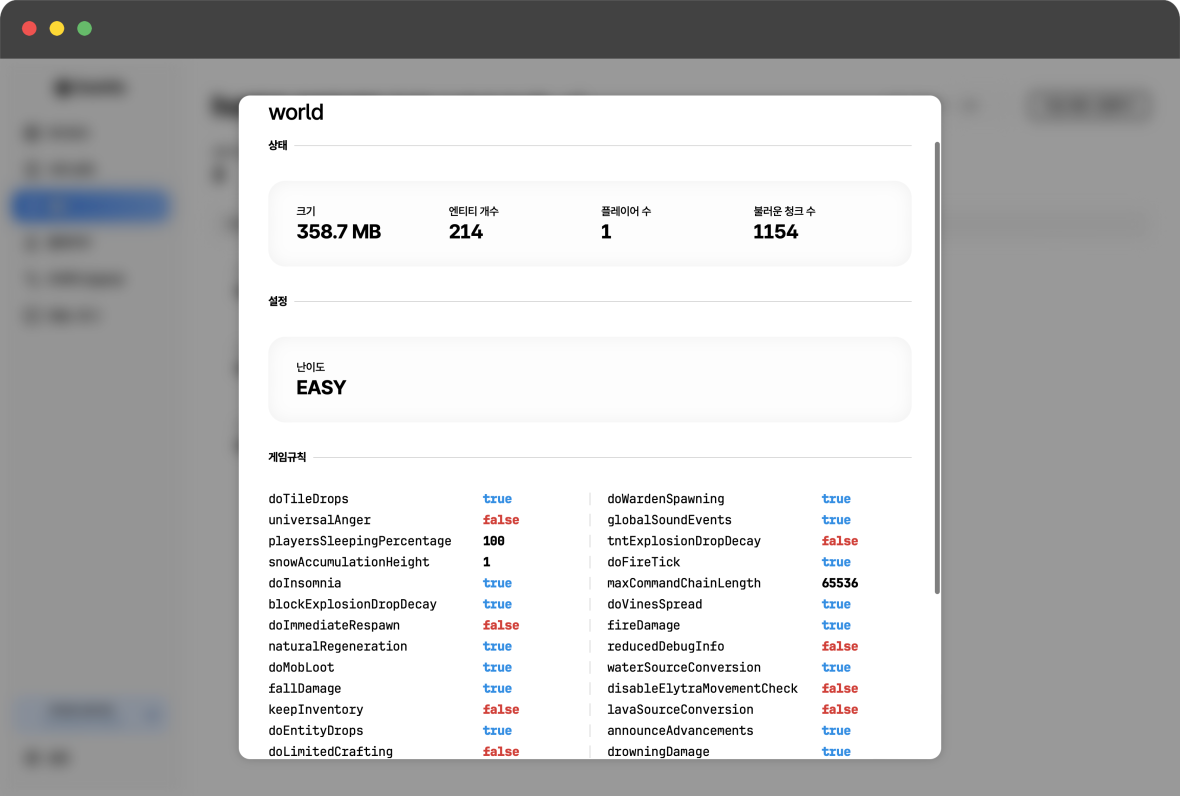 world
상태
크기 엔티티 개수 플레이어 수 불러운 청크 수
358.7 MB 214 1 1154
설정
난이도
EASY
게임규칙
doTileDrops true doWardenSpawning true
universalAnger false globalSoundEvents true
playersSleepingPercentage 100 tntExplosionDropDecay false
snowAccumulationHeight 1 doFireTick true
doInsomnia true maxCommandChainLength 65536
blockExplosionDropDecay true doVinesSpread true
doImmediateRespawn false fireDamage true
naturalRegeneration true reducedDebugInfo false
doMobLoot true waterSourceConversion true
fallDamage true disableElytraMovementCheck false
keepInventory false lavaSourceConversion false
doEntityDrops true announceAdvancements true
doLimitedCrafting false drowningDamage true